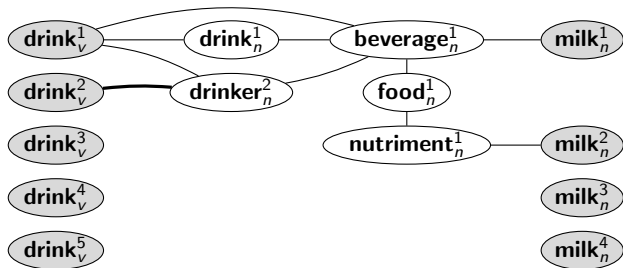 drink¹ᵥ drink¹ₙ beverage¹ₙ milk¹ₙ
drink²ᵥ drinker²ₙ food¹ₙ
drink³ᵥ nutriment¹ₙ milk²ₙ
drink⁴ᵥ milk³ₙ
drink⁵ᵥ milk⁴ₙ